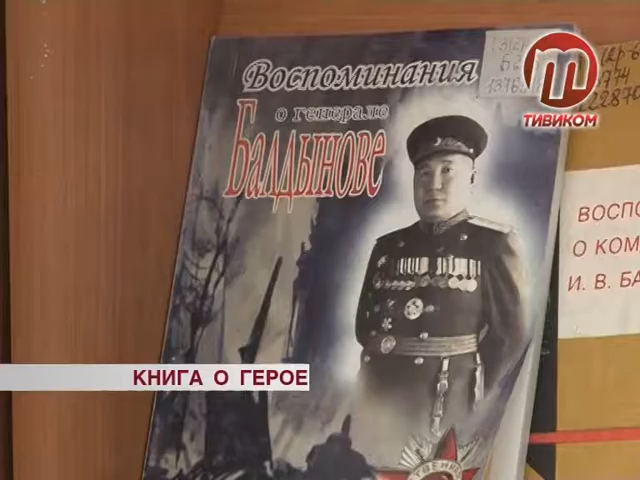 Воспоминания
о генерале
Балдынове
ТИВИКОМ
ВОСПО
О КОМ
И. В. БА
КНИГА О ГЕРОЕ